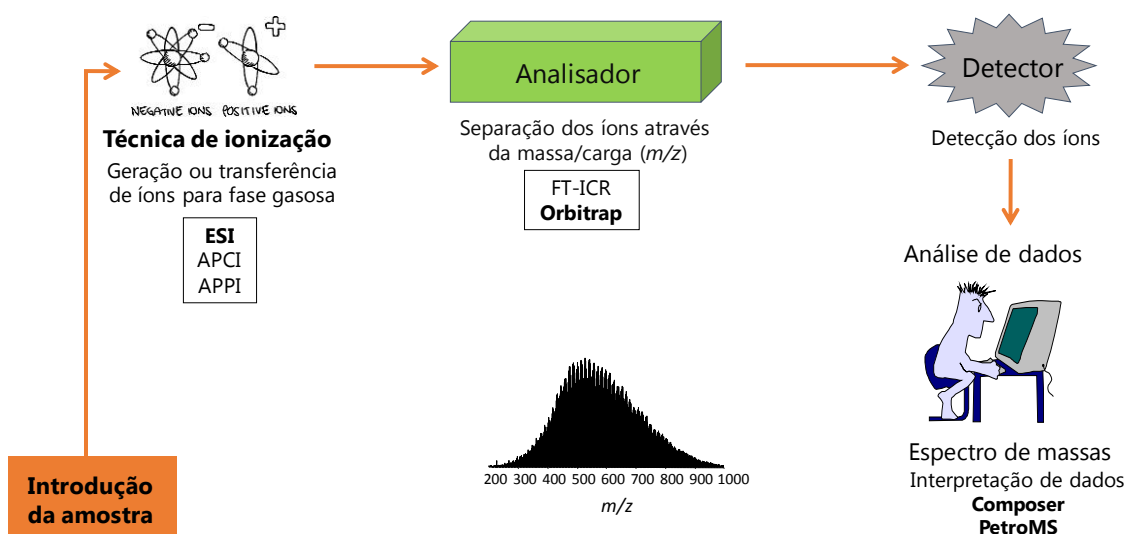 Introdução
da amostra
NEGATIVE IONS POSITIVE IONS
Técnica de ionização
Geração ou transferência
de íons para fase gasosa
ESI
APCI
APPI
Analisador
Separação dos íons através
da massa/carga (m/z)
FT-ICR
Orbitrap
Detector
Detecção dos íons
Análise de dados
200 300 400 500 600 700 800 900 1000
m/z
Espectro de massas
Interpretação de dados
Composer
PetroMS